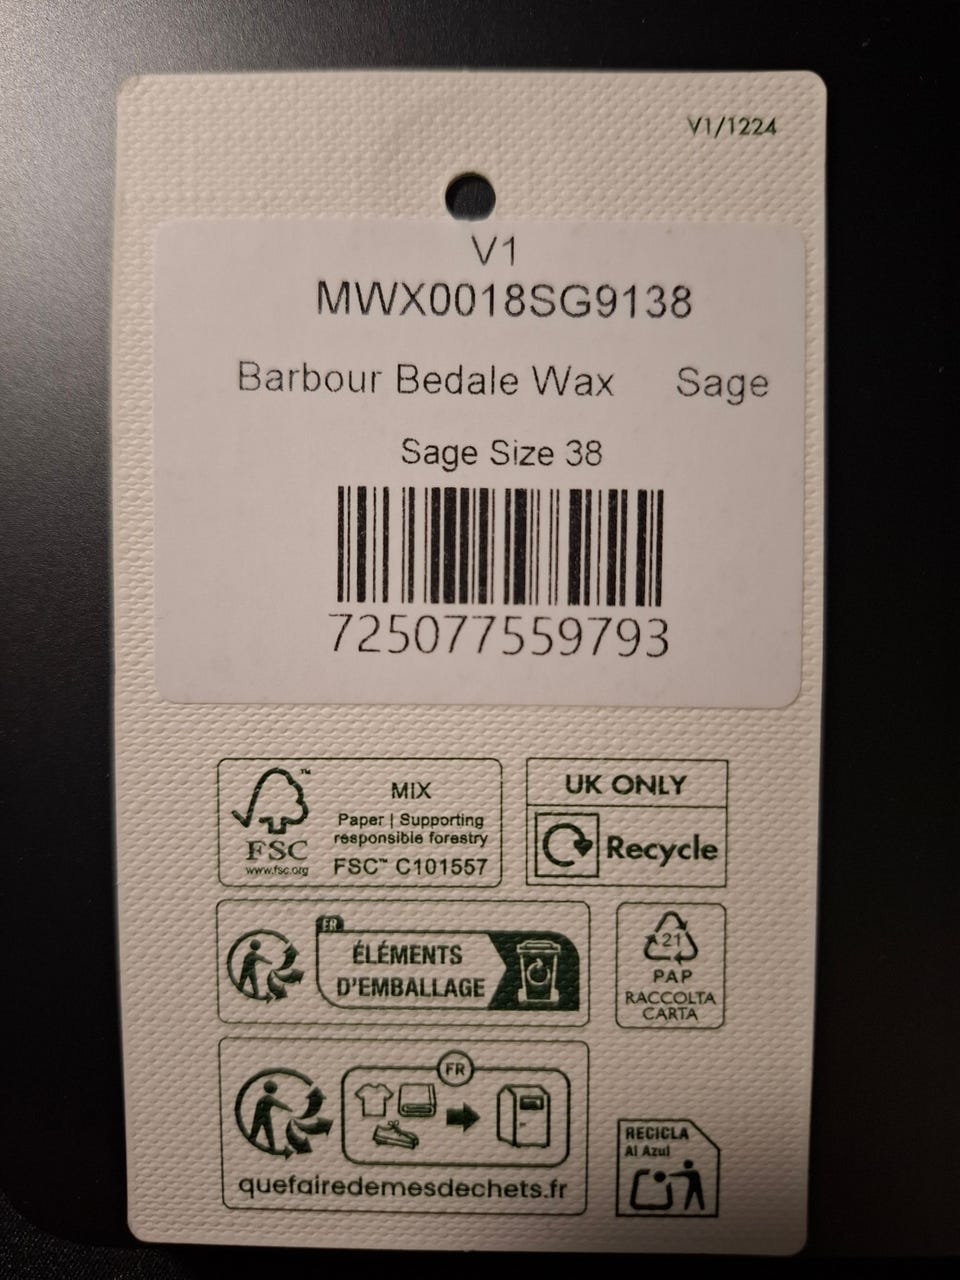 V1/1224
V1
MWX0018SG9138
Barbour Bedale Wax Sage
Sage Size 38
725077559793
MIX
Paper | Supporting
responsible forestry
FSC™ C101557
™
FSC
www.fsc.org
UK ONLY
Recycle
FR
ÉLÉMENTS
D'EMBALLAGE
21
PAP
RACCOLTA
CARTA
FR
quefairedemesdechets.fr
RECICLA
Al Azul